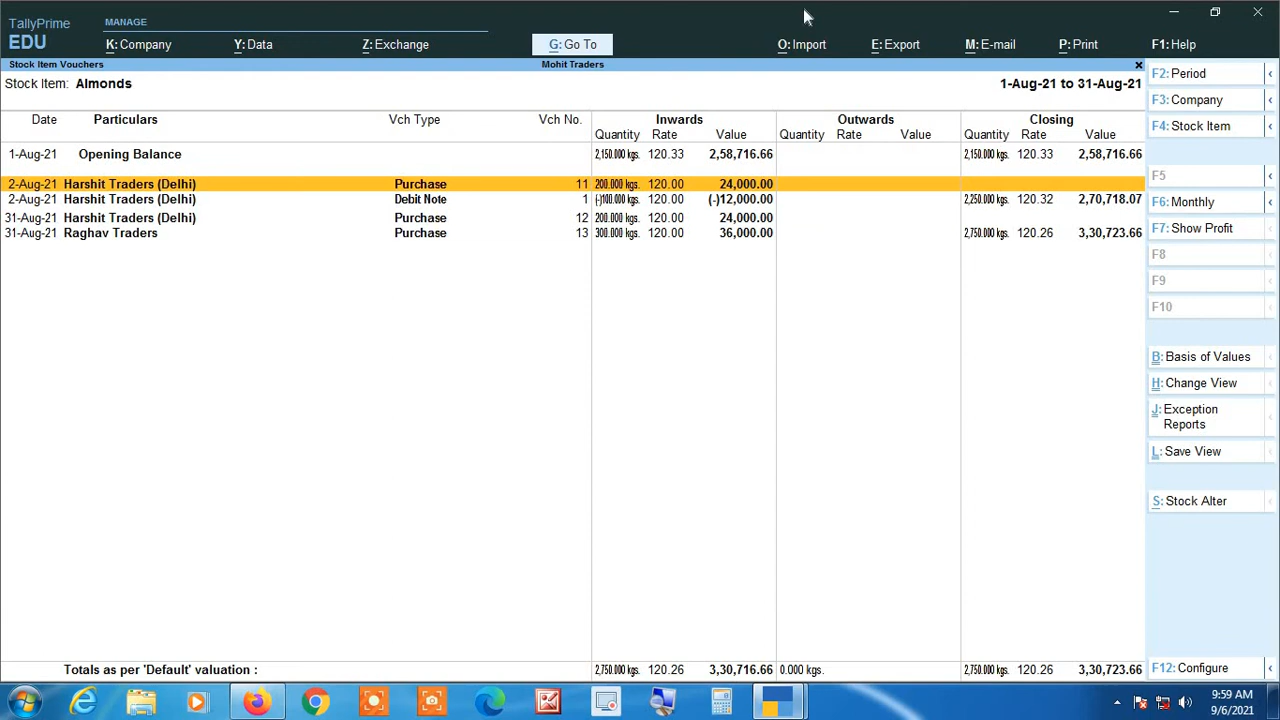 TallyPrime
EDU
MANAGE
K: Company
Y: Data
Z: Exchange
G: Go To
O: Import
E: Export
M: E-mail
P: Print
F1: Help
Stock Item Vouchers
Mohit Traders
Stock Item: Almonds
1-Aug-21 to 31-Aug-21
Date Particulars Vch Type Vch No. Inwards Outwards Closing
Quantity Rate Value Quantity Rate Value Quantity Rate Value
1-Aug-21 Opening Balance 2,150.000 kgs. 120.33 2,58,716.66 2,150.000 kgs. 120.33 2,58,716.66
2-Aug-21 Harshit Traders (Delhi) Purchase 11 200.000 kgs. 120.00 24,000.00
2-Aug-21 Harshit Traders (Delhi) Debit Note 1 (-)100.000 kgs. 120.00 (-)12,000.00 2,250.000 kgs. 120.32 2,70,718.07
31-Aug-21 Harshit Traders (Delhi) Purchase 12 200.000 kgs. 120.00 24,000.00
31-Aug-21 Raghav Traders Purchase 13 300.000 kgs. 120.00 36,000.00 2,750.000 kgs. 120.26 3,30,723.66
Totals as per 'Default' valuation : 2,750.000 kgs. 120.26 3,30,716.66 0.000 kgs. 2,750.000 kgs. 120.26 3,30,723.66
F2: Period
F3: Company
F4: Stock Item
F5
F6: Monthly
F7: Show Profit
F8
F9
F10
B: Basis of Values
H: Change View
J: Exception
Reports
L: Save View
S: Stock Alter
F12: Configure
9:59 AM
9/6/2021